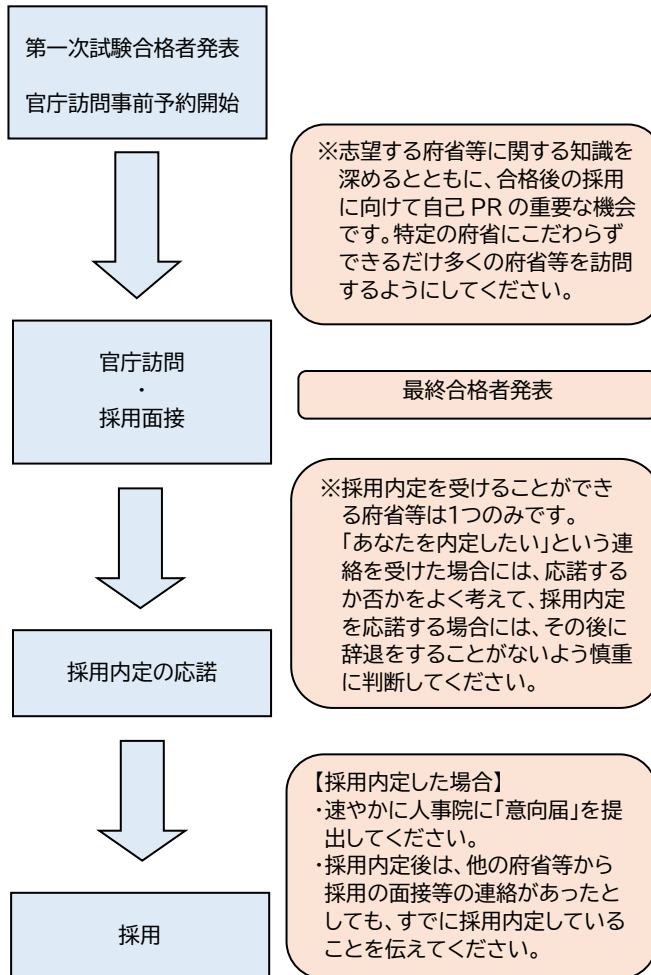 第一次試験合格者発表
官庁訪問事前予約開始
※志望する府省等に関する知識を
深めるとともに、合格後の採用
に向けて自己 PR の重要な機会
です。特定の府省にこだわらず
できるだけ多くの府省等を訪問
するようにしてください。
官庁訪問
・
採用面接
最終合格者発表
※採用内定を受けることができ
る府省等は1つのみです。
「あなたを内定したい」という連
絡を受けた場合には、応諾する
か否かをよく考えて、採用内定
を応諾する場合には、その後に
辞退をすることがないよう慎重
に判断してください。
採用内定の応諾
【採用内定した場合】
・速やかに人事院に「意向届」を提
出してください。
・採用内定後は、他の府省等から
採用の面接等の連絡があったと
しても、すでに採用内定している
ことを伝えてください。
採用